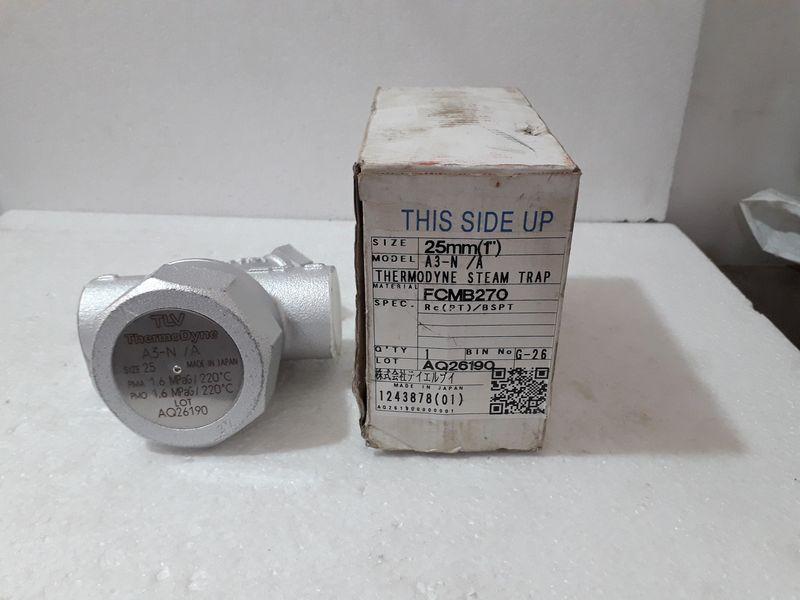 TLV
ThermoDyne
A3-N /A
SIZE 25 MADE IN JAPAN
PMA 1.6 MPaG/220°C
PMO 1.6 MPaG/220°C
LOT
AQ26190
THIS SIDE UP
SIZE 25mm(1")
MODEL A3-N /A
THERMODYNE STEAM TRAP
MATERIAL FCMB270
SPEC- Rc(PT)/BSPT
Q'TY 1 BIN No G-26
LOT AQ26190
株式会社テイエルブイ
MADE IN JAPAN
1243878(01)
AQ2619000000001